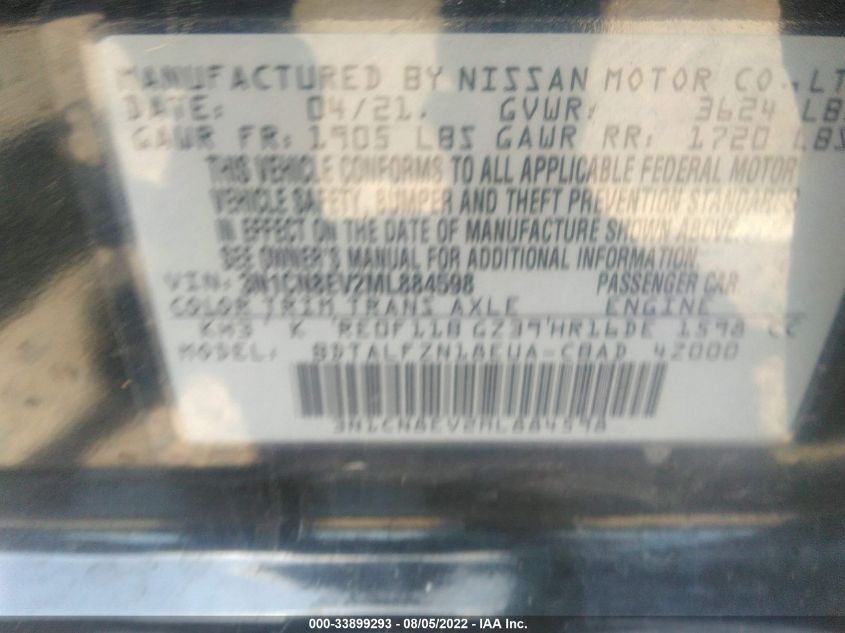 MANUFACTURED BY NISSAN MOTOR CO.,LT
DATE: 04/21. GVWR: 3624 LBS
GAWR FR: 1905 LBS GAWR RR: 1720 LBS
THIS VEHICLE CONFORMS TO ALL APPLICABLE FEDERAL MOTOR
VEHICLE SAFETY, BUMPER AND THEFT PREVENTION STANDARDS
IN EFFECT ON THE DATE OF MANUFACTURE SHOWN ABOVE
SEE OWNER'S MANUAL FOR ADDITIONAL INFORMATION
VIN: 3N1CN8EV2ML884598 PASSENGER CAR
COLOR TRIM TRANS AXLE ENGINE
KH3 K RE0F11B GZ39 HR16DE 1598 CC
MODEL: BDTALFZN18EUA-CBAD 42000
3N1CN8EV2ML884598
000-33899293 - 08/05/2022 - IAA Inc.